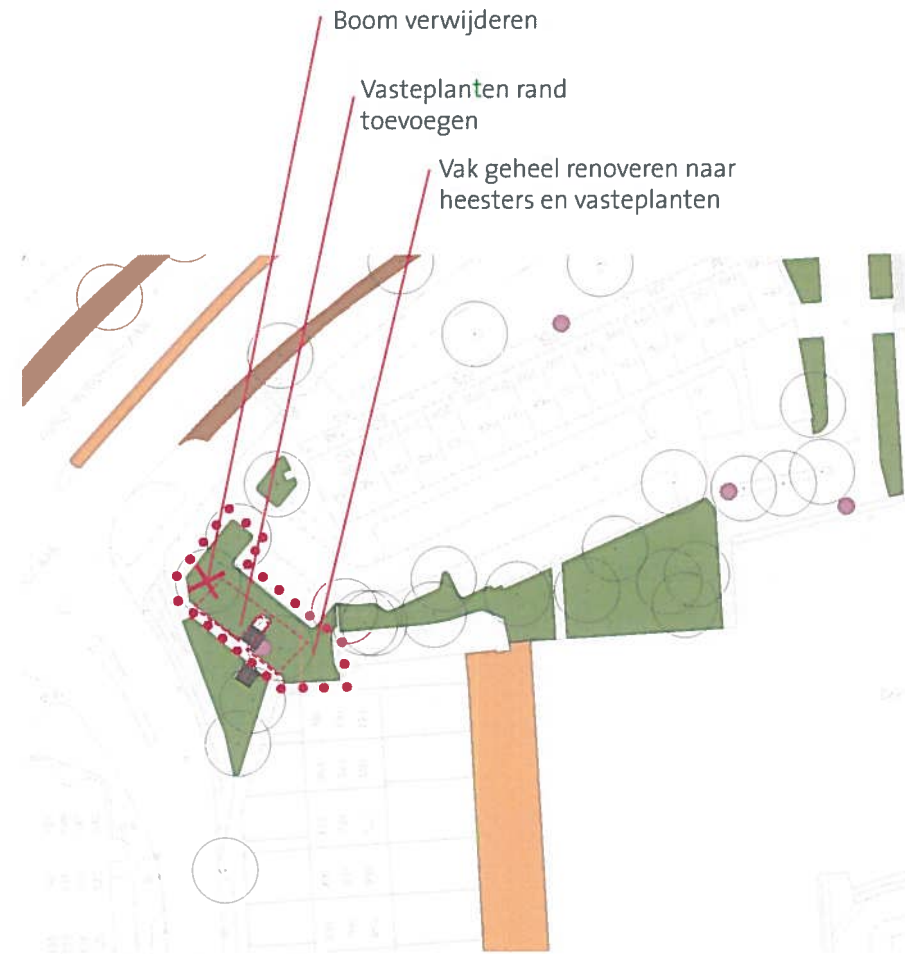 Boom verwijderen
Vasteplanten rand
toevoegen
Vak geheel renoveren naar
heesters en vasteplanten